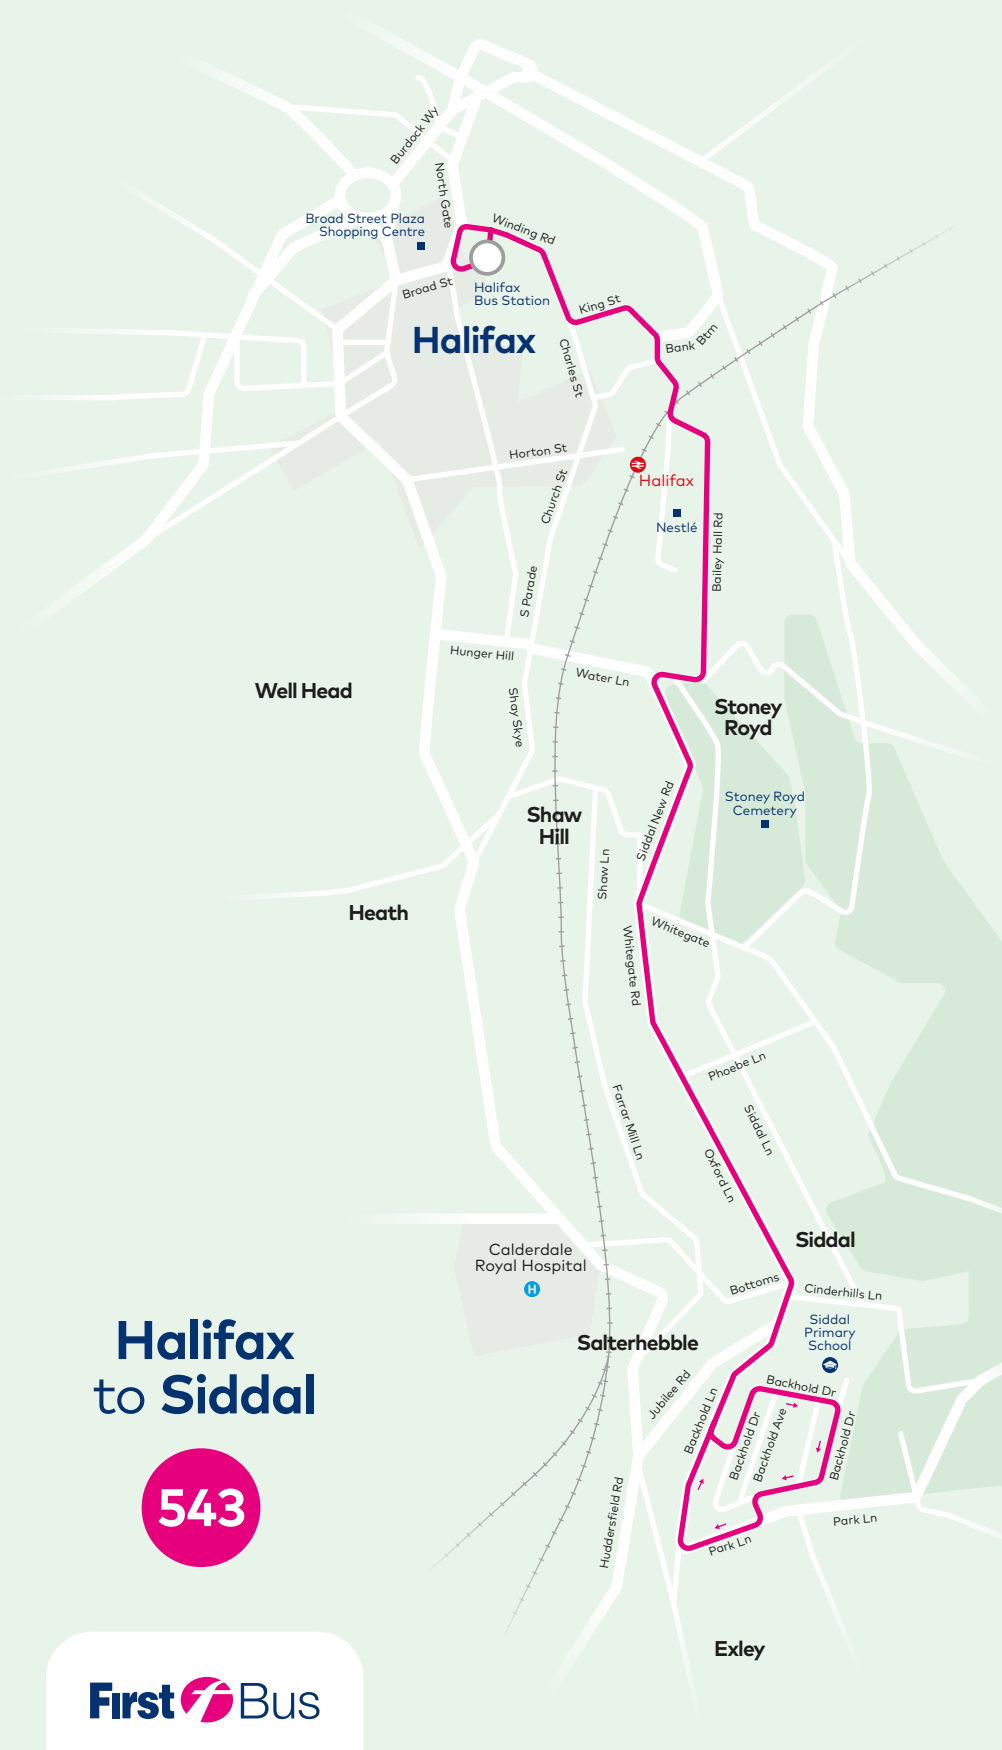 Burdock Wy
North Gate
Broad Street Plaza
Shopping Centre
Winding Rd
Broad St
Halifax
Bus Station
King St
Halifax
Bank Btm
Charles St
Horton St
Church St
Halifax
Nestlé
Bailey Hall Rd
S Parade
Hunger Hill
Water Ln
Well Head
Shay Skye
Stoney
Royd
Siddal New Rd
Stoney Royd
Cemetery
Shaw
Hill
Shaw Ln
Heath
Whitegate
Whitegate Rd
Phoebe Ln
Farrar Mill Ln
Siddal Ln
Oxford Ln
Siddal
Calderdale
Royal Hospital
H
Bottoms
Cinderhills Ln
Siddal
Primary
School
Salterhebble
Jubilee Rd
Backhold Dr
Backhold Ln
Backhold Dr
Backhold Ave
Backhold Dr
Huddersfield Rd
Park Ln
Park Ln
Exley
Halifax
to Siddal
543
First Bus